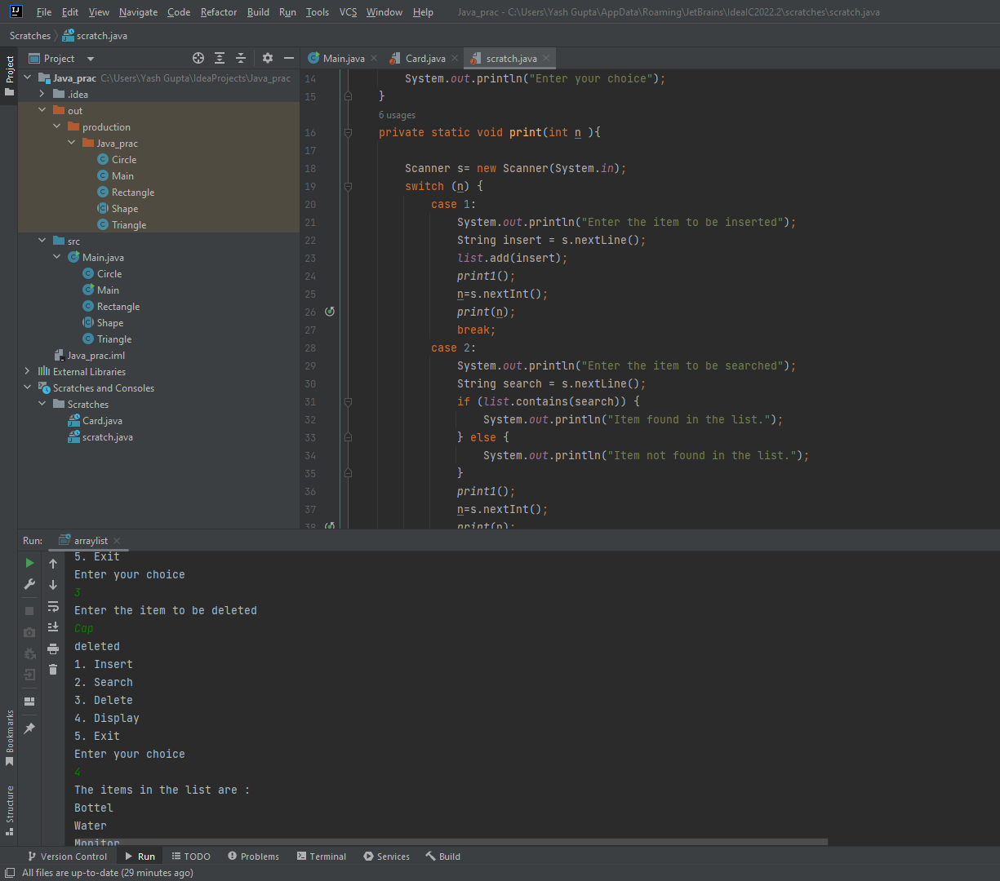 File Edit View Navigate Code Refactor Build Run Tools VCS Window Help Java_prac - C:\Users\Yash Gupta\AppData\Roaming\JetBrains\IdeaIC2022.2\scratches\scratch.java
Scratches scratch.java
Project
Project
Main.java Card.java scratch.java
Java_prac C:\Users\Yash Gupta\IdeaProjects\Java_prac
.idea
out
production
Java_prac
Circle
Main
Rectangle
Shape
Triangle
src
Main.java
Circle
Main
Rectangle
Shape
Triangle
Java_prac.iml
External Libraries
Scratches and Consoles
Scratches
Card.java
scratch.java
14 System.out.println("Enter your choice");
15 }
6 usages
16 private static void print(int n ){
17
18 Scanner s= new Scanner(System.in);
19 switch (n) {
20 case 1:
21 System.out.println("Enter the item to be inserted");
22 String insert = s.nextLine();
23 list.add(insert);
24 print1();
25 n=s.nextInt();
26 print(n);
27 break;
28 case 2:
29 System.out.println("Enter the item to be searched");
30 String search = s.nextLine();
31 if (list.contains(search)) {
32 System.out.println("Item found in the list.");
33 } else {
34 System.out.println("Item not found in the list.");
35 }
36 print1();
37 n=s.nextInt();
38 print(n);
Run: arraylist
5. Exit
Enter your choice
3
Enter the item to be deleted
Cap
deleted
1. Insert
2. Search
3. Delete
4. Display
5. Exit
Enter your choice
4
The items in the list are :
Bottel
Water
Monitor
Bookmarks
Structure
Version Control Run TODO Problems Terminal Services Build
All files are up-to-date (29 minutes ago)